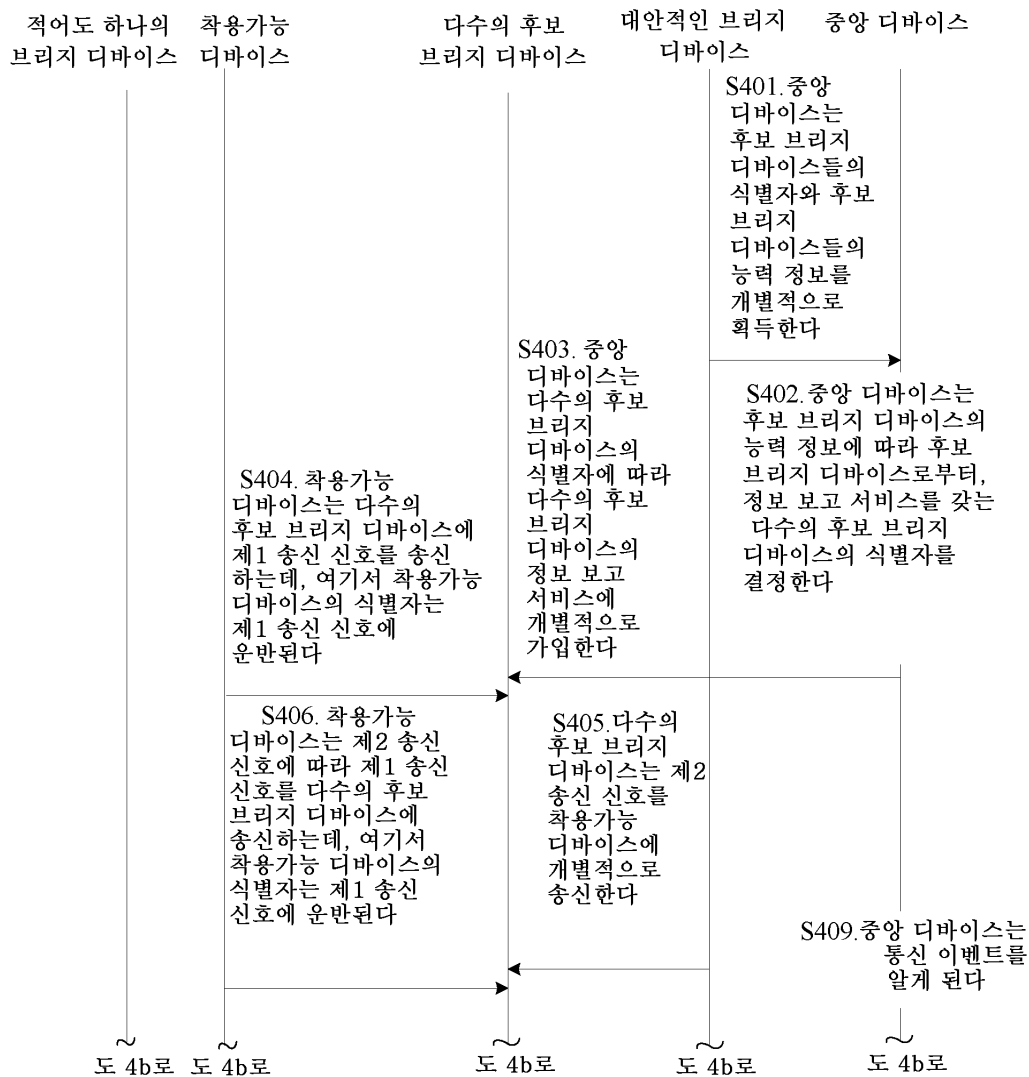 적어도 하나의
브리지 디바이스
착용가능
디바이스
다수의 후보
브리지 디바이스
대안적인 브리지
디바이스
중앙 디바이스
S401.중앙
디바이스는
후보 브리지
디바이스들의
식별자와 후보
브리지
디바이스들의
능력 정보를
개별적으로
획득한다
S402.중앙 디바이스는
후보 브리지 디바이스의
능력 정보에 따라 후보
브리지 디바이스로부터,
정보 보고 서비스를 갖는
다수의 후보 브리지
디바이스의 식별자를
결정한다
S403. 중앙
디바이스는
다수의 후보
브리지
디바이스의
식별자에 따라
다수의 후보
브리지
디바이스의
정보 보고
서비스에
개별적으로
가입한다
S404. 착용가능
디바이스는 다수의
후보 브리지 디바이스에
제1 송신 신호를 송신
하는데, 여기서 착용가능
디바이스의 식별자는
제1 송신 신호에
운반된다
S405.다수의
후보 브리지
디바이스는 제2
송신 신호를
착용가능
디바이스에
개별적으로
송신한다
S406. 착용가능
디바이스는 제2 송신
신호에 따라 제1 송신
신호를 다수의 후보
브리지 디바이스에
송신하는데, 여기서
착용가능 디바이스의
식별자는 제1 송신
신호에 운반된다
S409.중앙 디바이스는
통신 이벤트를
알게 된다
도 4b로
도 4b로
도 4b로
도 4b로
도 4b로